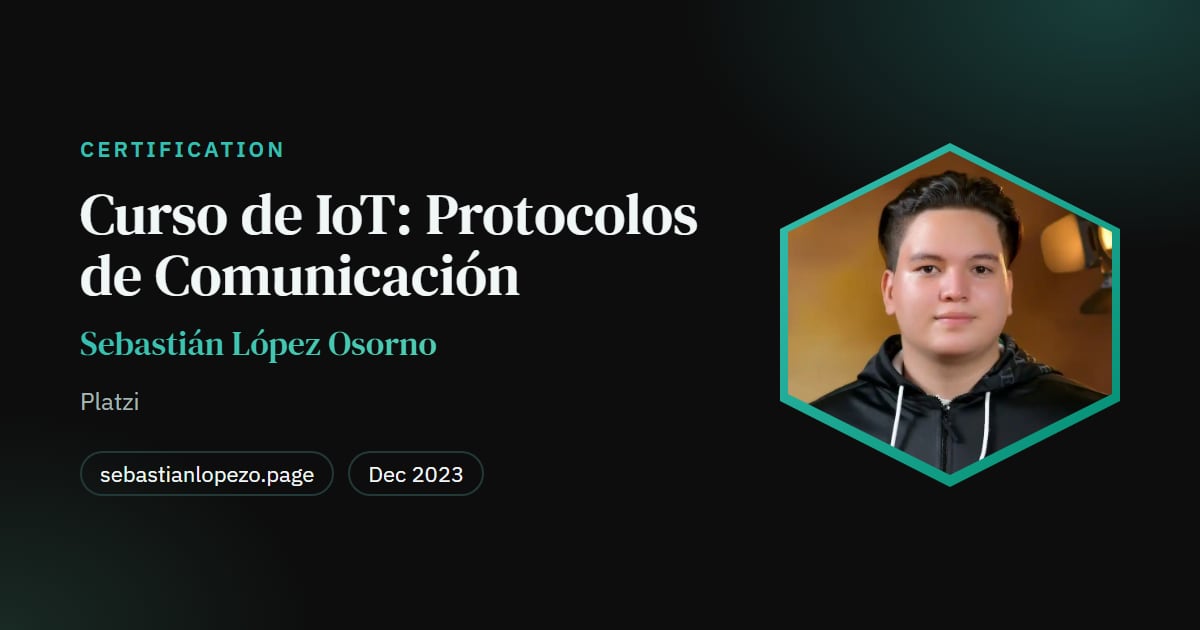 CERTIFICATION
Curso de IoT: Protocolos
de Comunicación
Sebastián López Osorno
Platzi
sebastianlopezo.page
Dec 2023